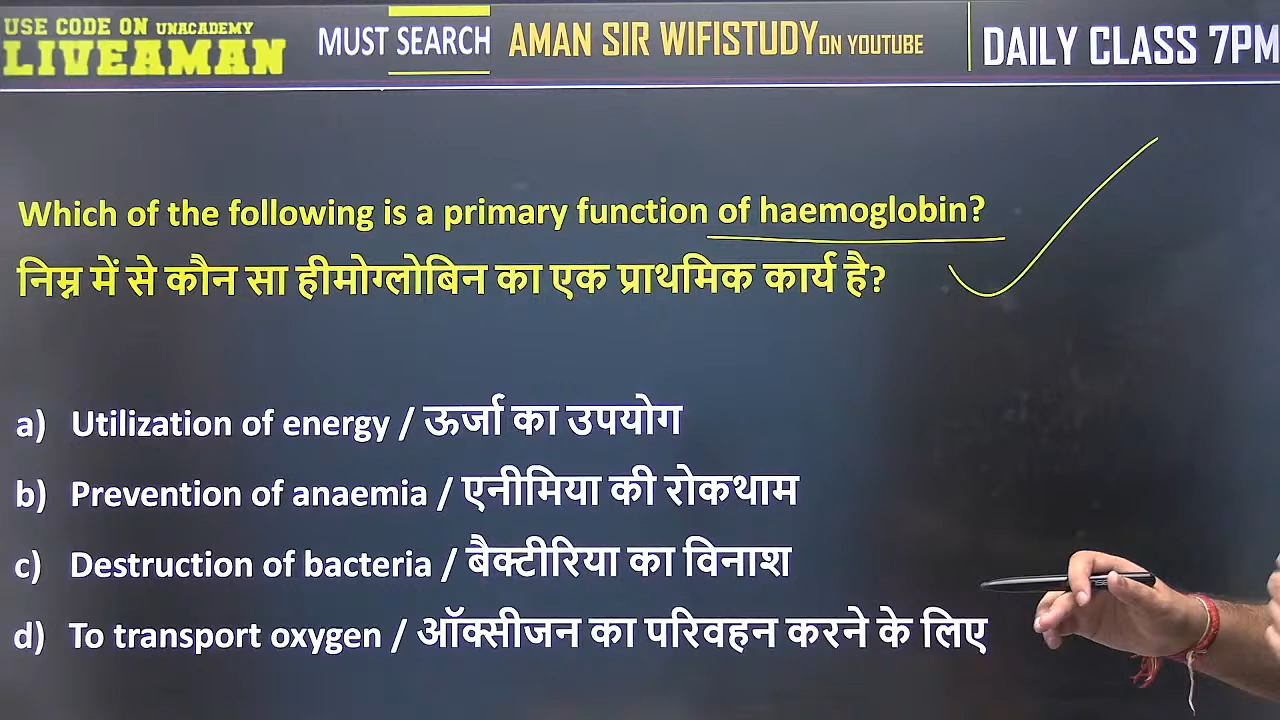 USE CODE ON UNACADEMY
LIVEAMAN
MUST SEARCH AMAN SIR WIFISTUDY ON YOUTUBE
DAILY CLASS 7PM
Which of the following is a primary function of haemoglobin?
निम्न में से कौन सा हीमोग्लोबिन का एक प्राथमिक कार्य है?
a) Utilization of energy / ऊर्जा का उपयोग
b) Prevention of anaemia / एनीमिया की रोकथाम
c) Destruction of bacteria / बैक्टीरिया का विनाश
d) To transport oxygen / ऑक्सीजन का परिवहन करने के लिए